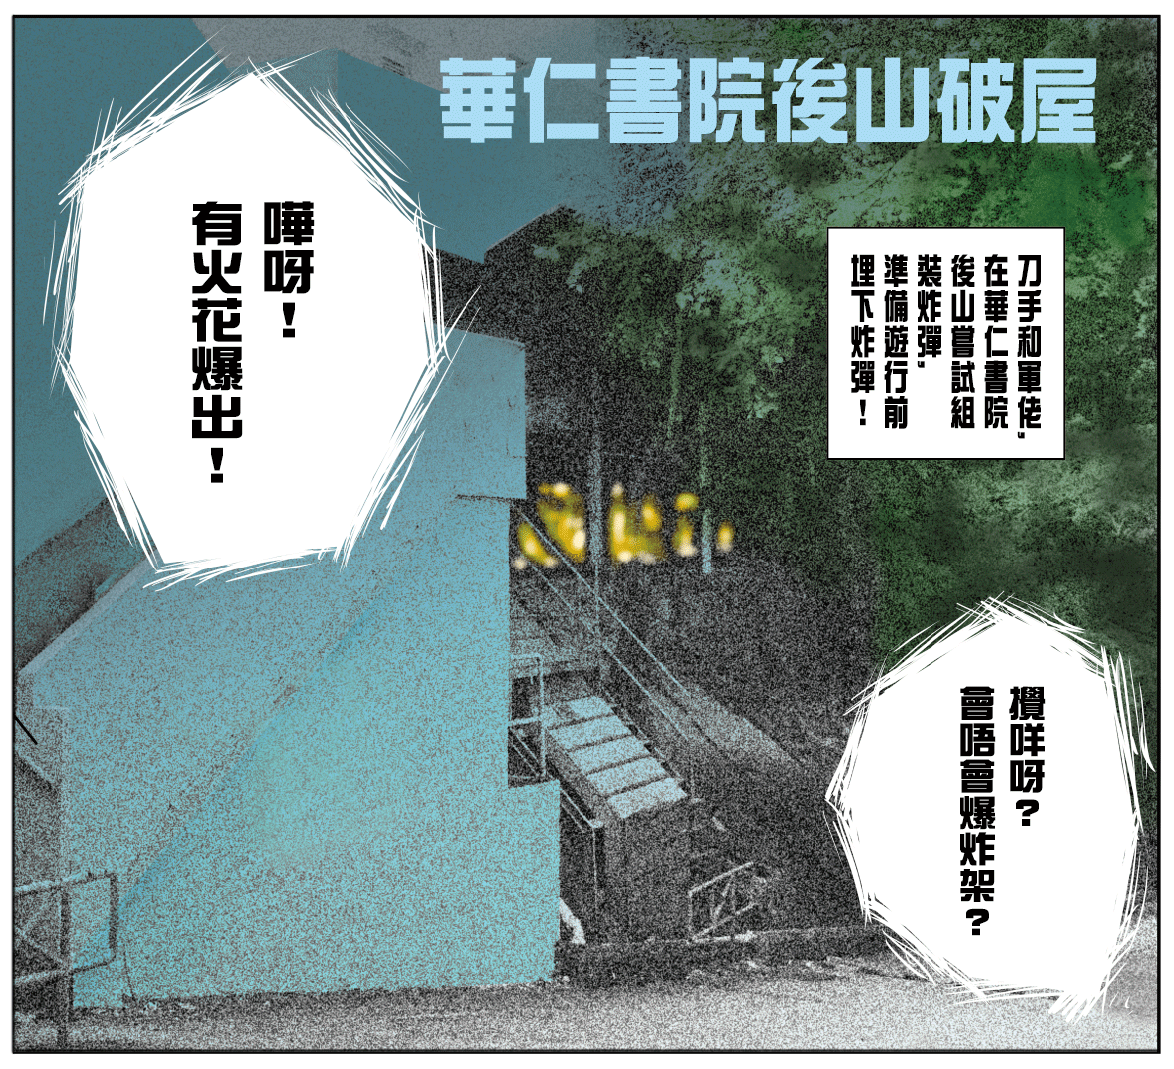 華仁書院後山破屋
刀手和軍佬，
在華仁書院
後山嘗試組
裝炸彈，
準備遊行前
埋下炸彈！
嘩呀！
有火花爆出！
攪咩呀？
會唔會爆炸架？